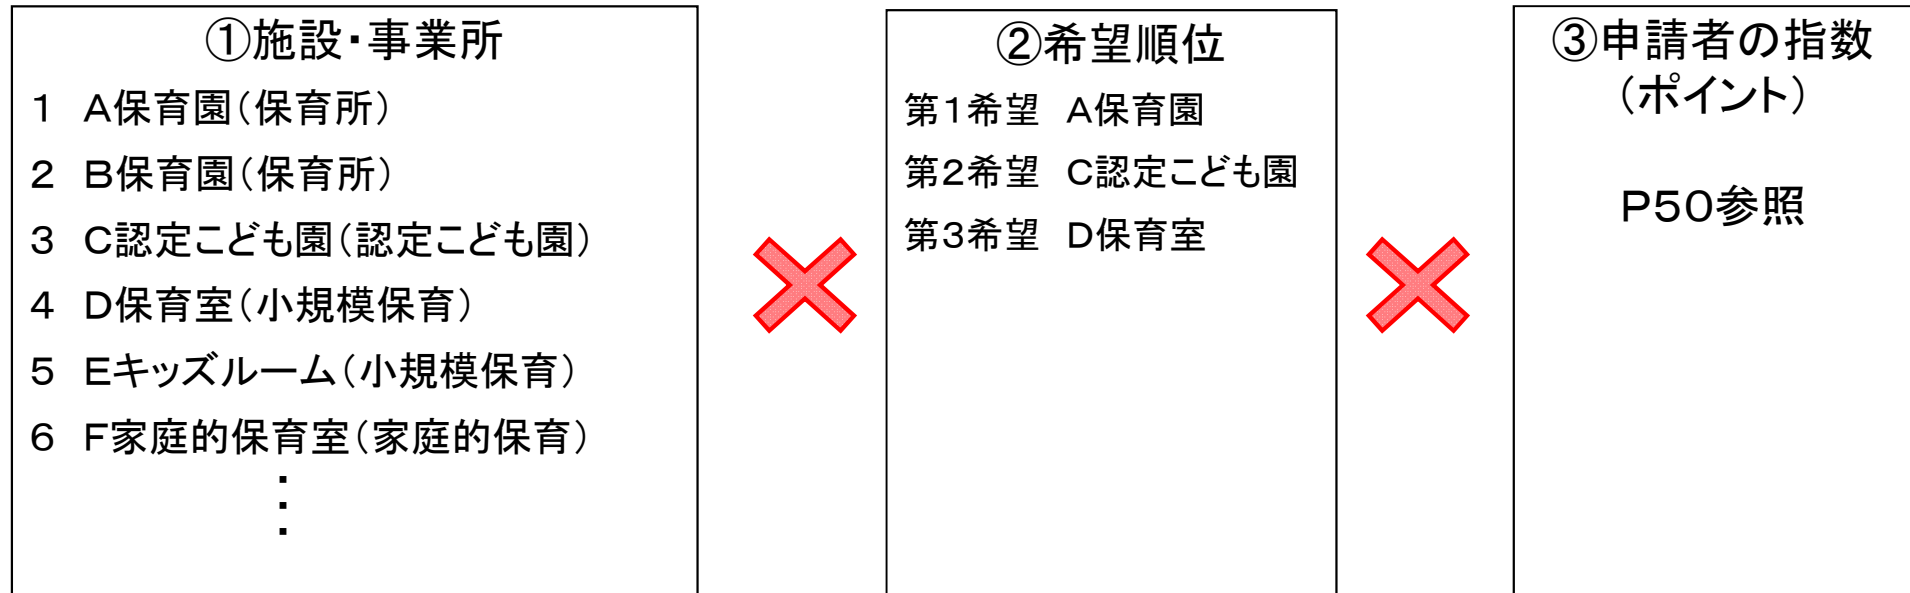 ①施設・事業所
1 A保育園(保育所)
2 B保育園(保育所)
3 C認定こども園(認定こども園)
4 D保育室(小規模保育)
5 Eキッズルーム(小規模保育)
6 F家庭的保育室(家庭的保育)
②希望順位
第1希望 A保育園
第2希望 C認定こども園
第3希望 D保育室
③申請者の指数
(ポイント)
P50参照